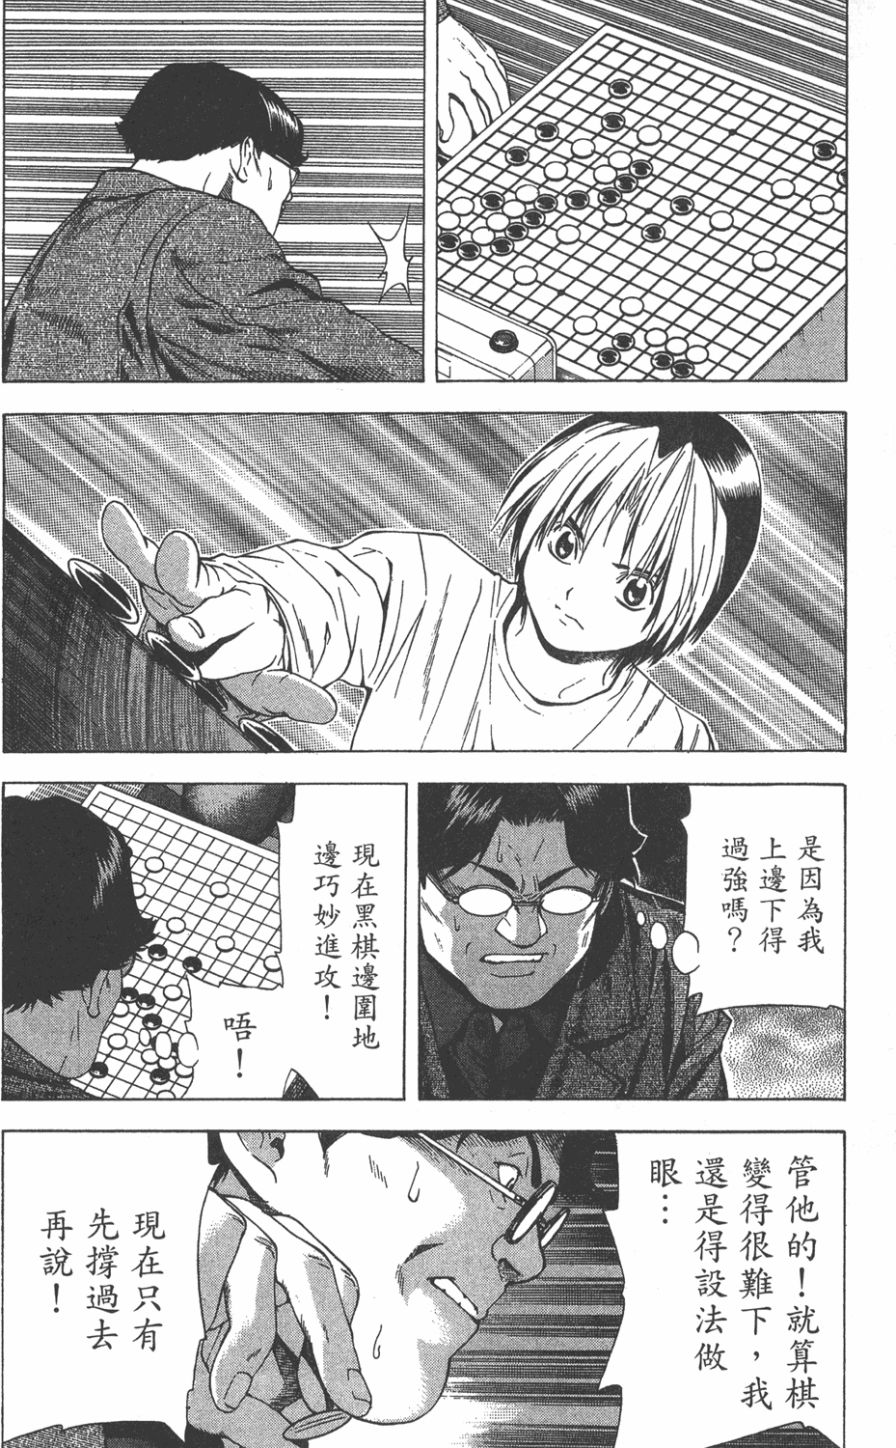 是因為我
上邊下得
過強嗎？
現在黑棋邊圍地
邊巧妙進攻！
唔！
管他的！就算棋
變得很難下，我
還是得設法做
眼…
現在只有
先撐過去
再說！